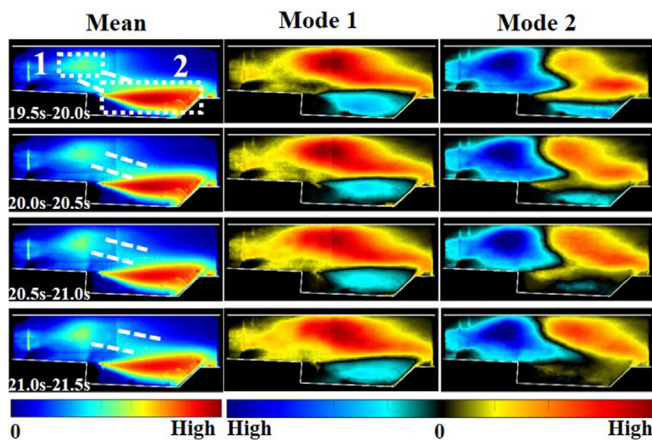 Mean Mode 1 Mode 2
1 2
19.5s-20.0s
20.0s-20.5s
20.5s-21.0s
21.0s-21.5s
0 High High 0 High